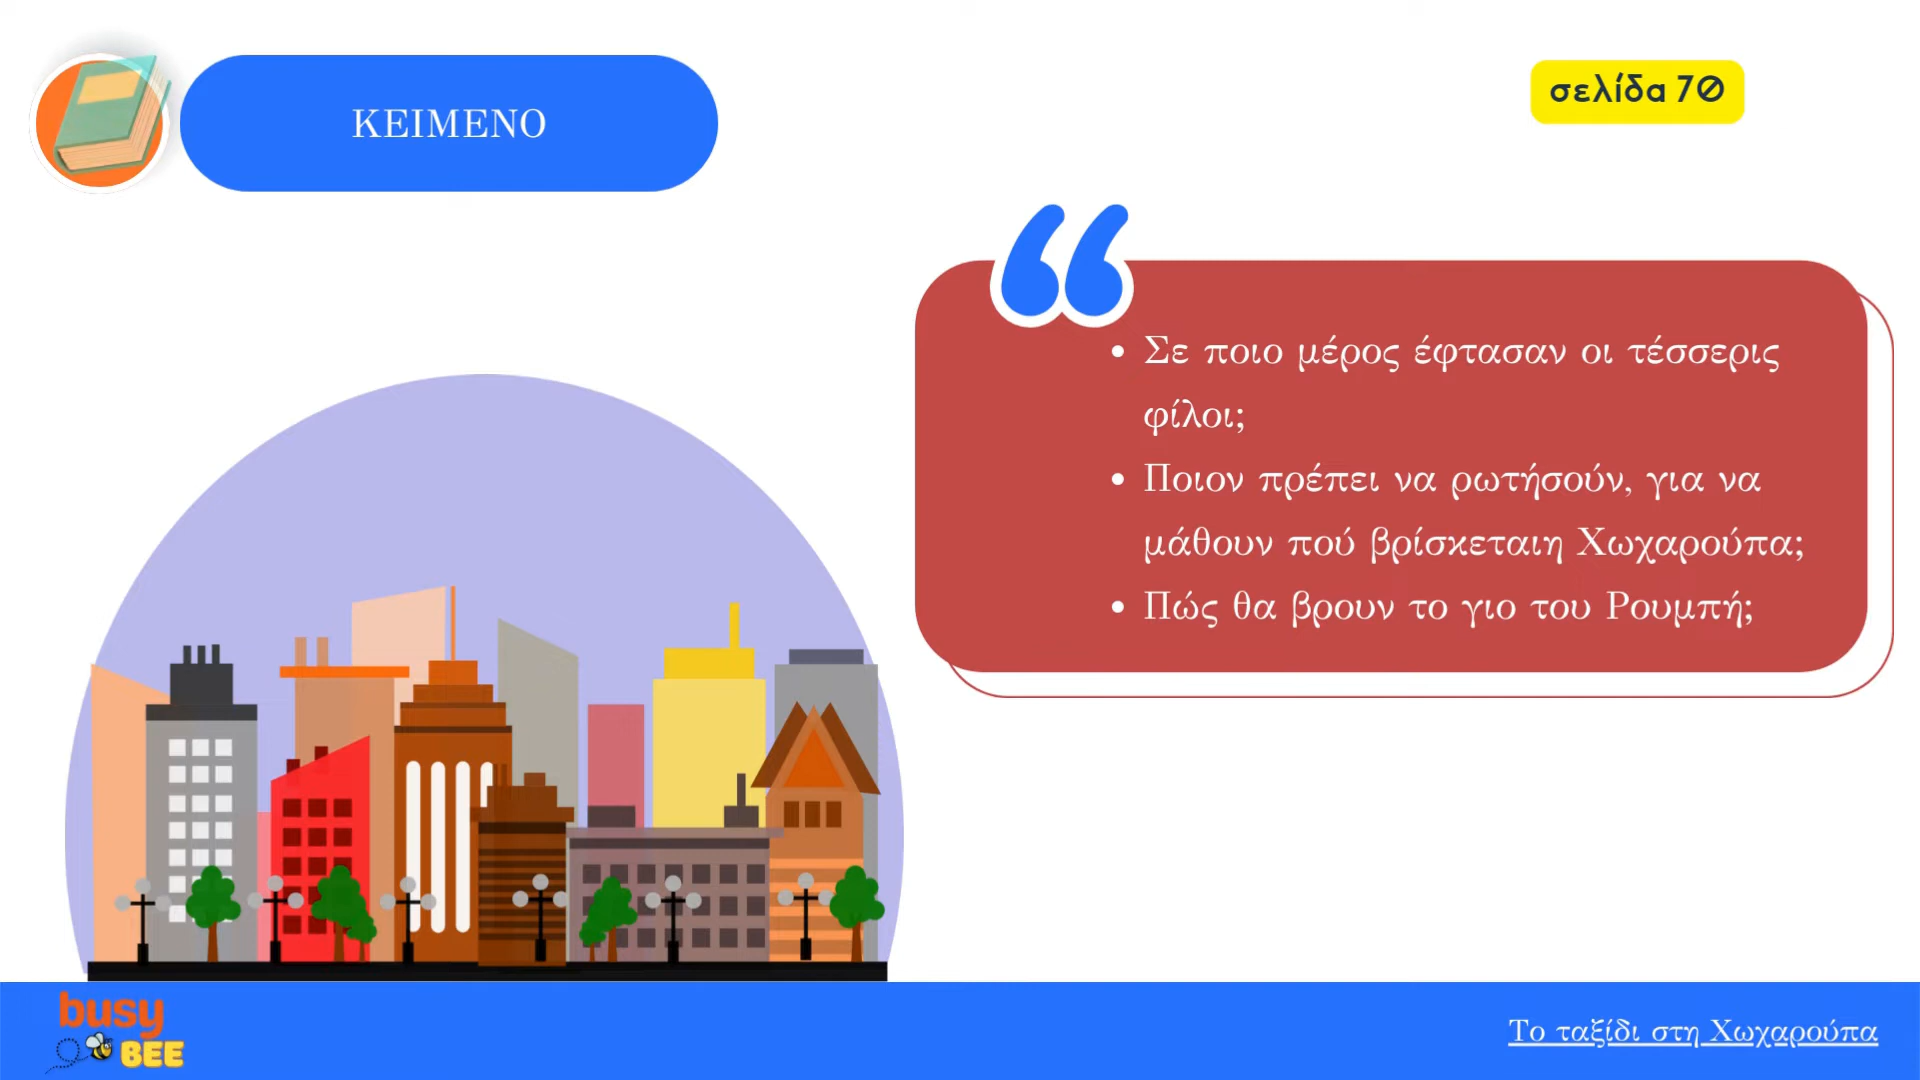 ΚΕΙΜΕΝΟ
σελίδα 70
• Σε ποιο μέρος έφτασαν οι τέσσερις
φίλοι;
• Ποιον πρέπει να ρωτήσούν, για να
μάθουν πού βρίσκεταιη Χωχαρούπα;
• Πώς θα βρουν το γιο του Ρουμπή;
busy
BEE
Το ταξίδι στη Χωχαρούπα